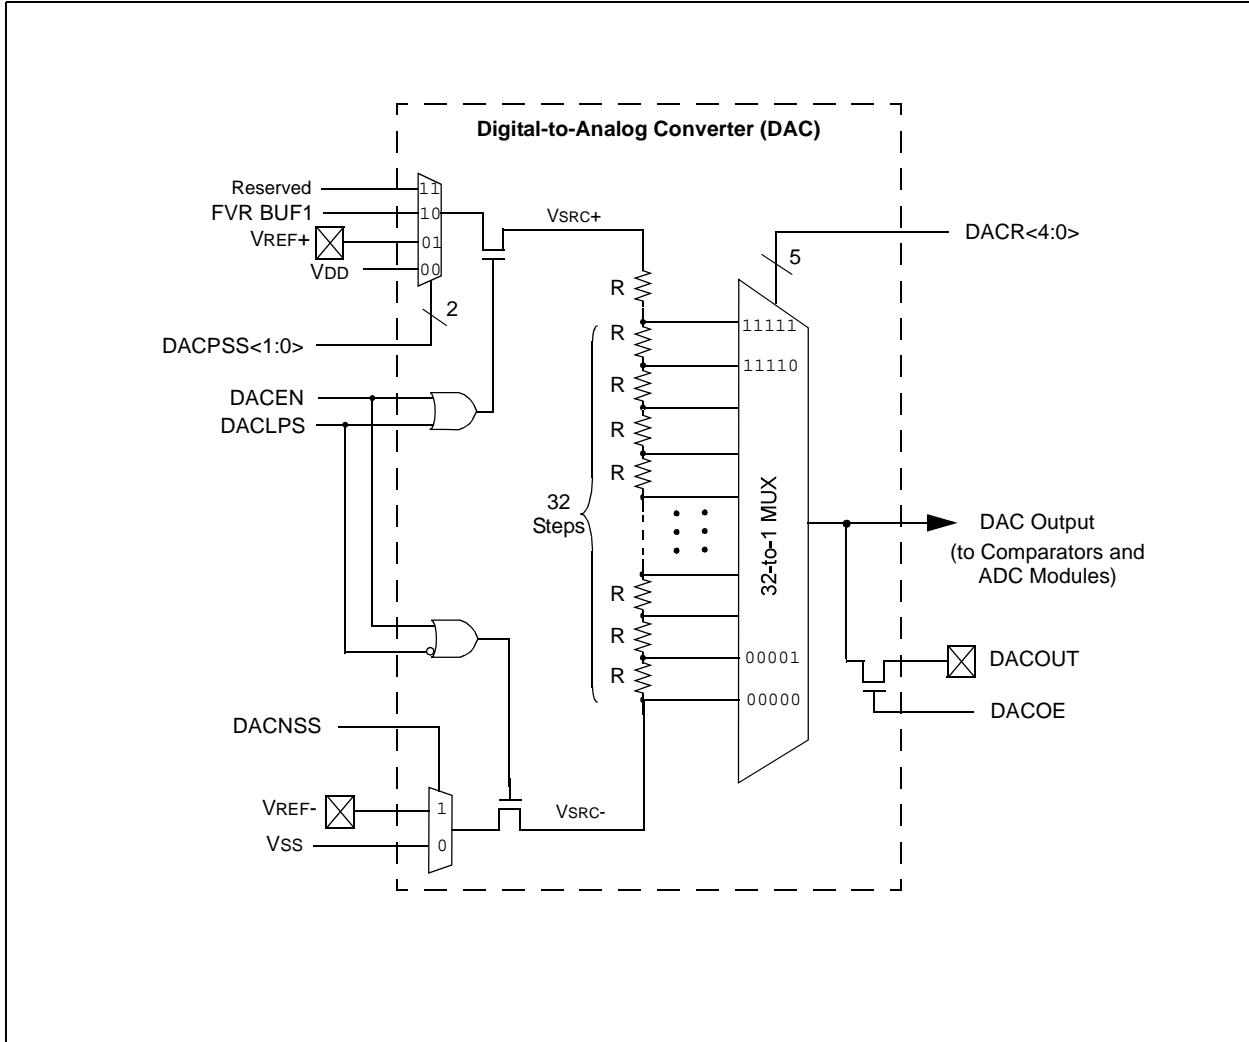 Digital-to-Analog Converter (DAC)
Reserved
11
FVR BUF1
10
VSRC+
VREF+
01
VDD
00
DACR<4:0>
5
R
2
11111
R
DACPSS<1:0>
11110
R
DACEN
DACLPS
R
R
32
Steps
32-to-1 MUX
DAC Output
(to Comparators and
ADC Modules)
R
R
00001
DACOUT
R
00000
DACOE
DACNSS
VREF-
1
VSRC-
VSS
0